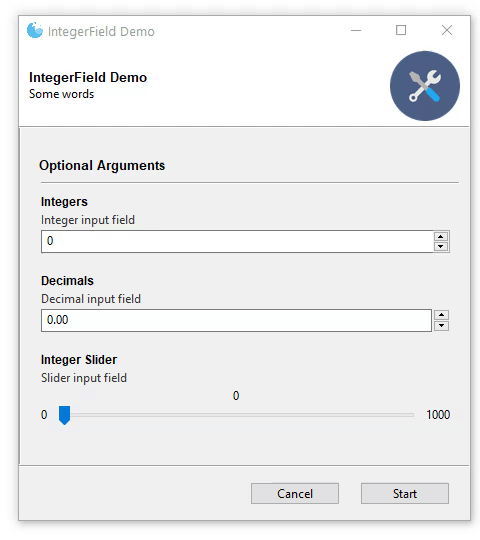 IntegerField Demo
IntegerField Demo
Some words
Optional Arguments
Integers
Integer input field
0
Decimals
Decimal input field
0.00
Integer Slider
Slider input field
0
0 1000
Cancel Start